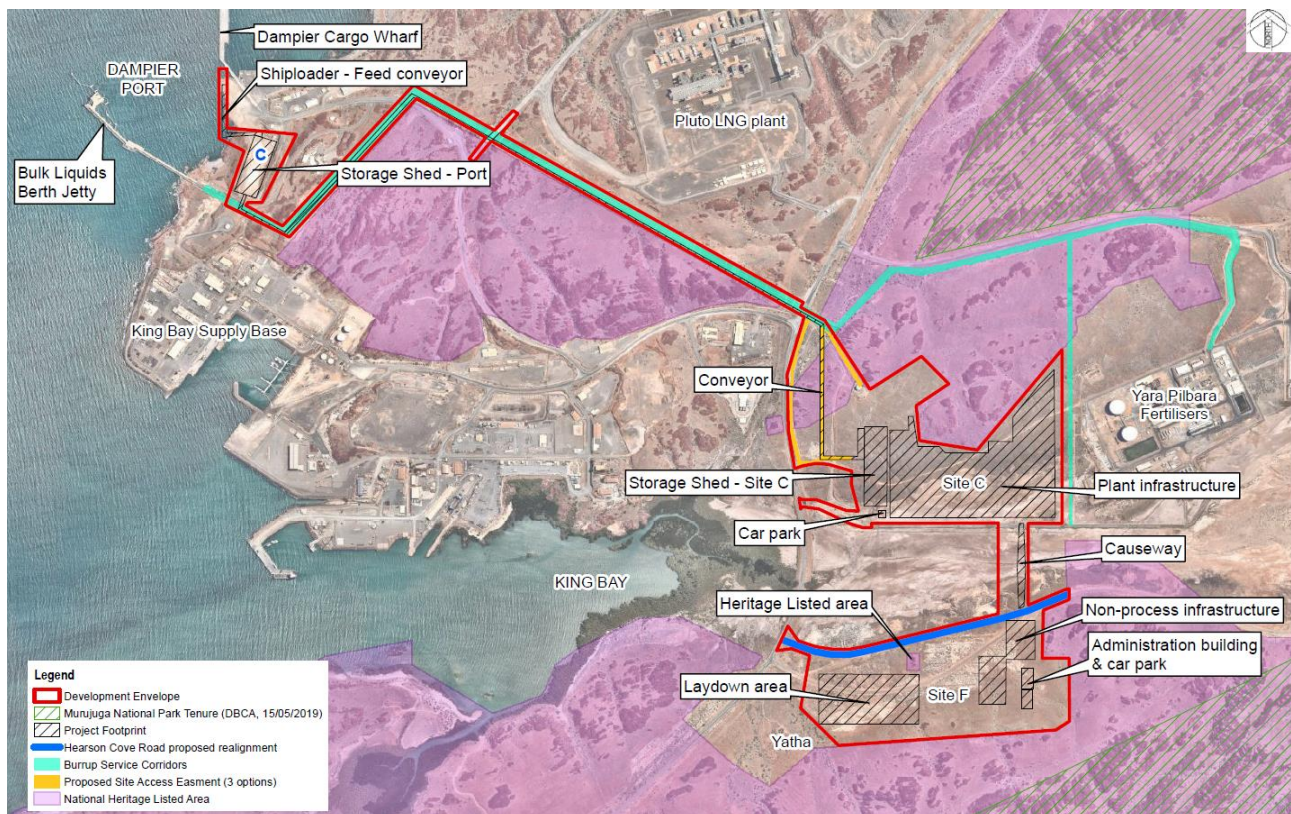 Dampier Cargo Wharf
NORTH
DAMPIER
PORT
Shiploader - Feed conveyor
Pluto LNG plant
C
Bulk Liquids
Berth Jetty
Storage Shed - Port
King Bay Supply Base
Conveyor
Yara Pilbara
Fertilisers
Storage Shed - Site C
Site C
Plant infrastructure
Car park
Causeway
KING BAY
Heritage Listed area
Non-process infrastructure
Administration building
& car park
Laydown area
Site F
Yatha
Legend
Development Envelope
Murujuga National Park Tenure (DBCA, 15/05/2019)
Project Footprint
Hearson Cove Road proposed realignment
Burrup Service Corridors
Proposed Site Access Easment (3 options)
National Heritage Listed Area